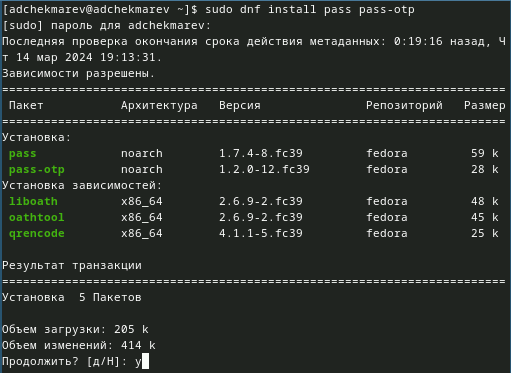 [adchekmarev@adchekmarev ~]$ sudo dnf install pass pass-otp
[sudo] пароль для adchekmarev:
Последняя проверка окончания срока действия метаданных: 0:19:16 назад, Ч
т 14 мар 2024 19:13:31.
Зависимости разрешены.
========================================================================
Пакет Архитектура Версия Репозиторий Размер
========================================================================
Установка:
pass noarch 1.7.4-8.fc39 fedora 59 k
pass-otp noarch 1.2.0-12.fc39 fedora 28 k
Установка зависимостей:
liboath x86_64 2.6.9-2.fc39 fedora 48 k
oathtool x86_64 2.6.9-2.fc39 fedora 45 k
qrencode x86_64 4.1.1-5.fc39 fedora 25 k
Результат транзакции
========================================================================
Установка 5 Пакетов
Объем загрузки: 205 k
Объем изменений: 414 k
Продолжить? [д/Н]: y